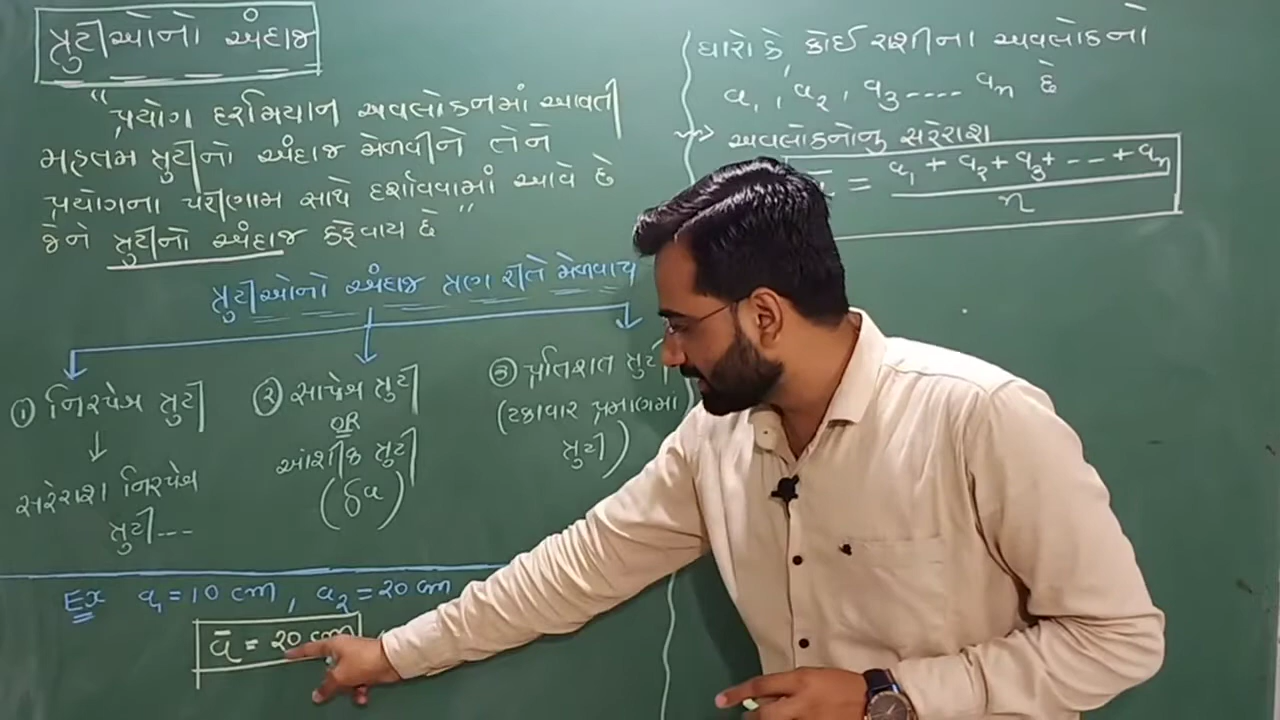 ત્રુટીઓનો અંદાજ
"પ્રયોગ દરમિયાન અવલોકનમાં આવતી
મહતમ ત્રુટીનો અંદાજ મેળવીને તેને
પ્રયોગના પરીણામ સાથે દર્શાવવામાં આવે છે
જેને ત્રુટીનો અંદાજ કહેવાય છે"
ત્રુટીઓનો અંદાજ ત્રણ રીતે મેળવાય
① નિરપેક્ષ ત્રુટી
↓
સરેરાશ નિરપેક્ષ
ત્રુટી---
② સાપેક્ષ ત્રુટી
OR
આંશીક ત્રુટી
(δa)
③ પ્રતિશત ત્રુટી
(ટકાવાર પ્રમાણમાં
ત્રુટી)
Ex a₁ = 10 cm, a₂ = 20 cm
ā = 20 cm
ધારો કે, કોઈ રાશીના અવલોકનો
a₁, a₂, a₃.... aₙ છે
અવલોકનોનુ સરેરાશ
= a₁ + a₂ + a₃ + --- + aₙ
n